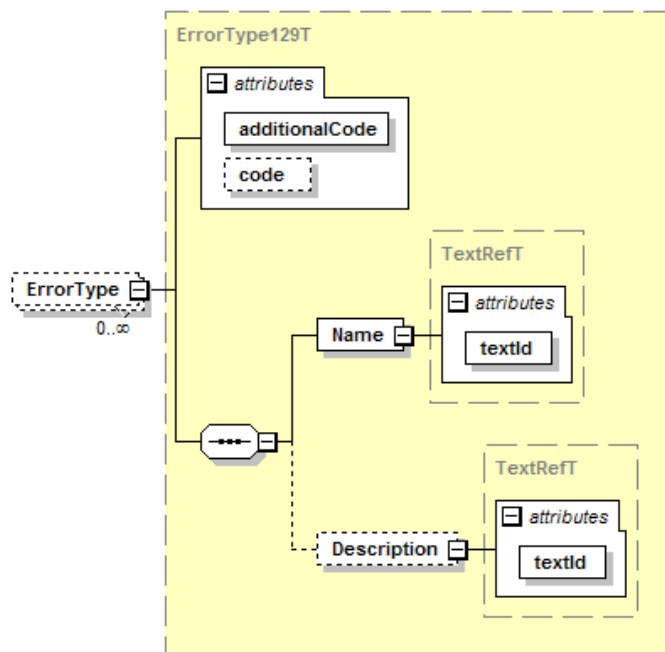 ErrorType129T
attributes
additionalCode
code
ErrorType
0..∞
TextRefT
attributes
Name
textId
TextRefT
attributes
Description
textId